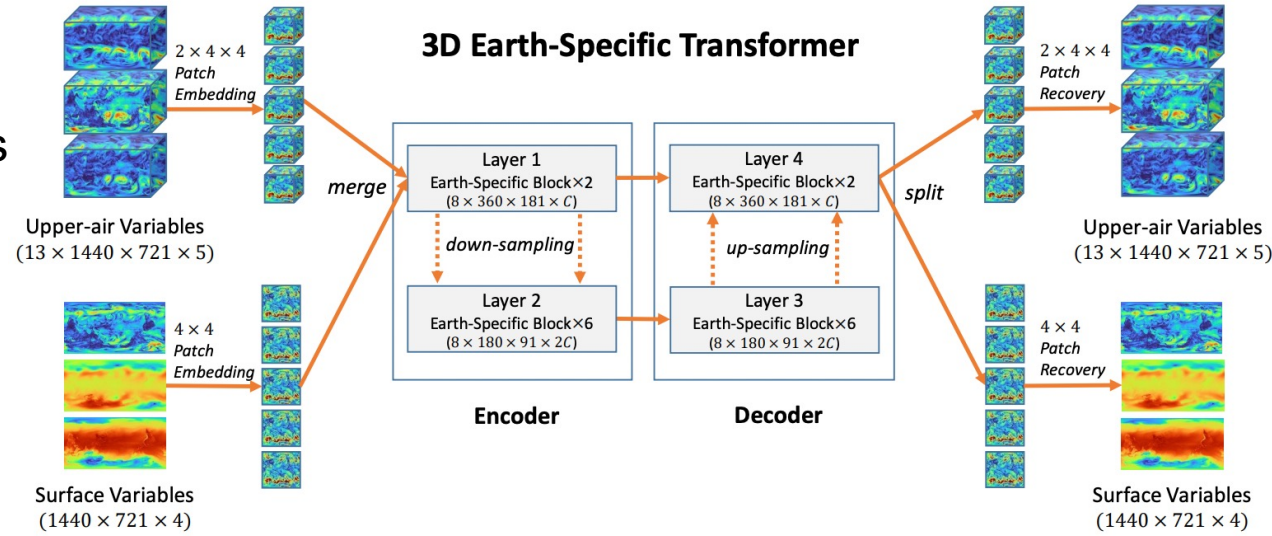 3D Earth-Specific Transformer
s
2 × 4 × 4
Patch
Embedding
Upper-air Variables
(13 × 1440 × 721 × 5)
4 × 4
Patch
Embedding
Surface Variables
(1440 × 721 × 4)
merge
Layer 1
Earth-Specific Block×2
(8 × 360 × 181 × C)
down-sampling
Layer 2
Earth-Specific Block×6
(8 × 180 × 91 × 2C)
Encoder
Layer 4
Earth-Specific Block×2
(8 × 360 × 181 × C)
up-sampling
Layer 3
Earth-Specific Block×6
(8 × 180 × 91 × 2C)
Decoder
split
2 × 4 × 4
Patch
Recovery
Upper-air Variables
(13 × 1440 × 721 × 5)
4 × 4
Patch
Recovery
Surface Variables
(1440 × 721 × 4)